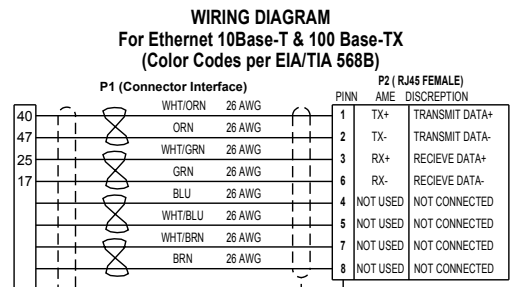 WIRING DIAGRAM
For Ethernet 10Base-T & 100 Base-TX
(Color Codes per EIA/TIA 568B)
P1 (Connector Interface)
P2 ( RJ45 FEMALE)
PINN AME DISCREPTION
40 WHT/ORN 26 AWG 1 TX+ TRANSMIT DATA+
47 ORN 26 AWG 2 TX- TRANSMIT DATA-
25 WHT/GRN 26 AWG 3 RX+ RECIEVE DATA+
17 GRN 26 AWG 6 RX- RECIEVE DATA-
BLU 26 AWG 4 NOT USED NOT CONNECTED
WHT/BLU 26 AWG 5 NOT USED NOT CONNECTED
WHT/BRN 26 AWG 7 NOT USED NOT CONNECTED
BRN 26 AWG 8 NOT USED NOT CONNECTED